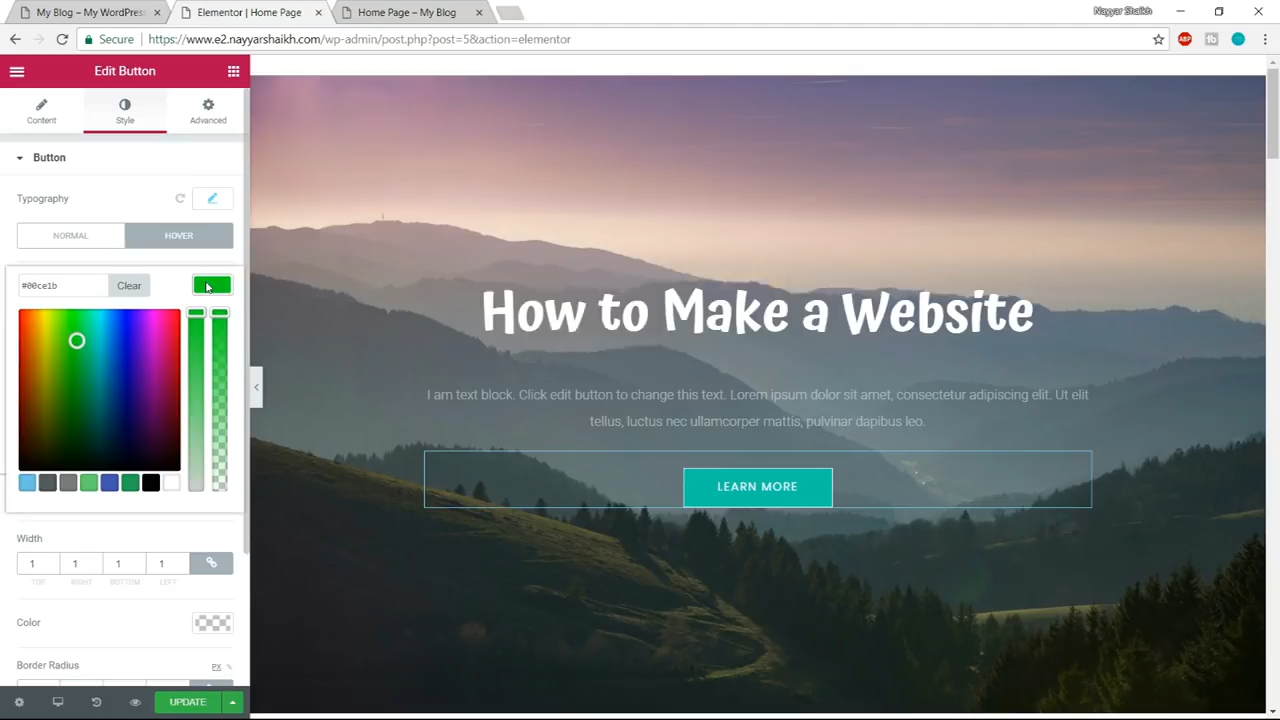 My Blog – My WordPress
Elementor | Home Page
Home Page – My Blog
Nayyar Shaikh
Secure
https://www.e2.nayyarshaikh.com/wp-admin/post.php?post=5&action=elementor
ABP
tb
Edit Button
Content
Style
Advanced
Button
Typography
NORMAL
HOVER
#00ce1b
Clear
Width
1
1
1
1
TOP
RIGHT
BOTTOM
LEFT
Color
Border Radius
PX
%
UPDATE
How to Make a Website
I am text block. Click edit button to change this text. Lorem ipsum dolor sit amet, consectetur adipiscing elit. Ut elit
tellus, luctus nec ullamcorper mattis, pulvinar dapibus leo.
LEARN MORE